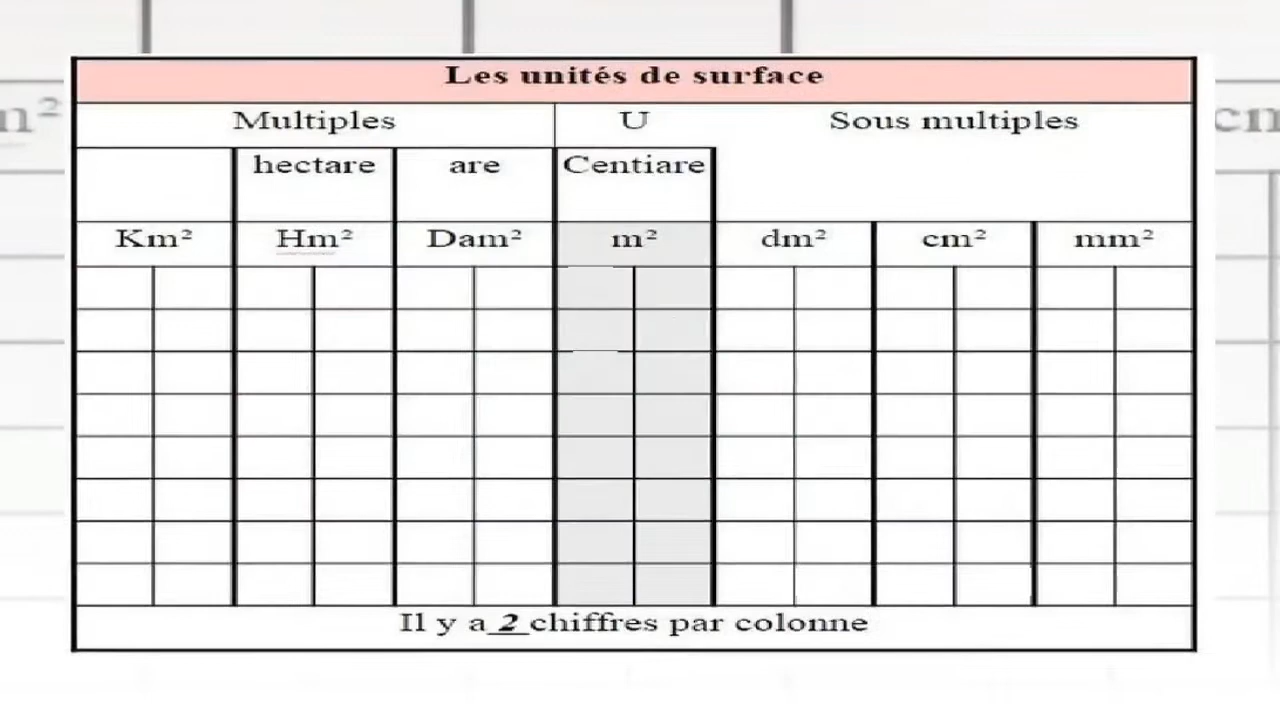 Les unités de surface
Multiples U Sous multiples
hectare are Centiare
Km² Hm² Dam² m² dm² cm² mm²
Il y a 2 chiffres par colonne